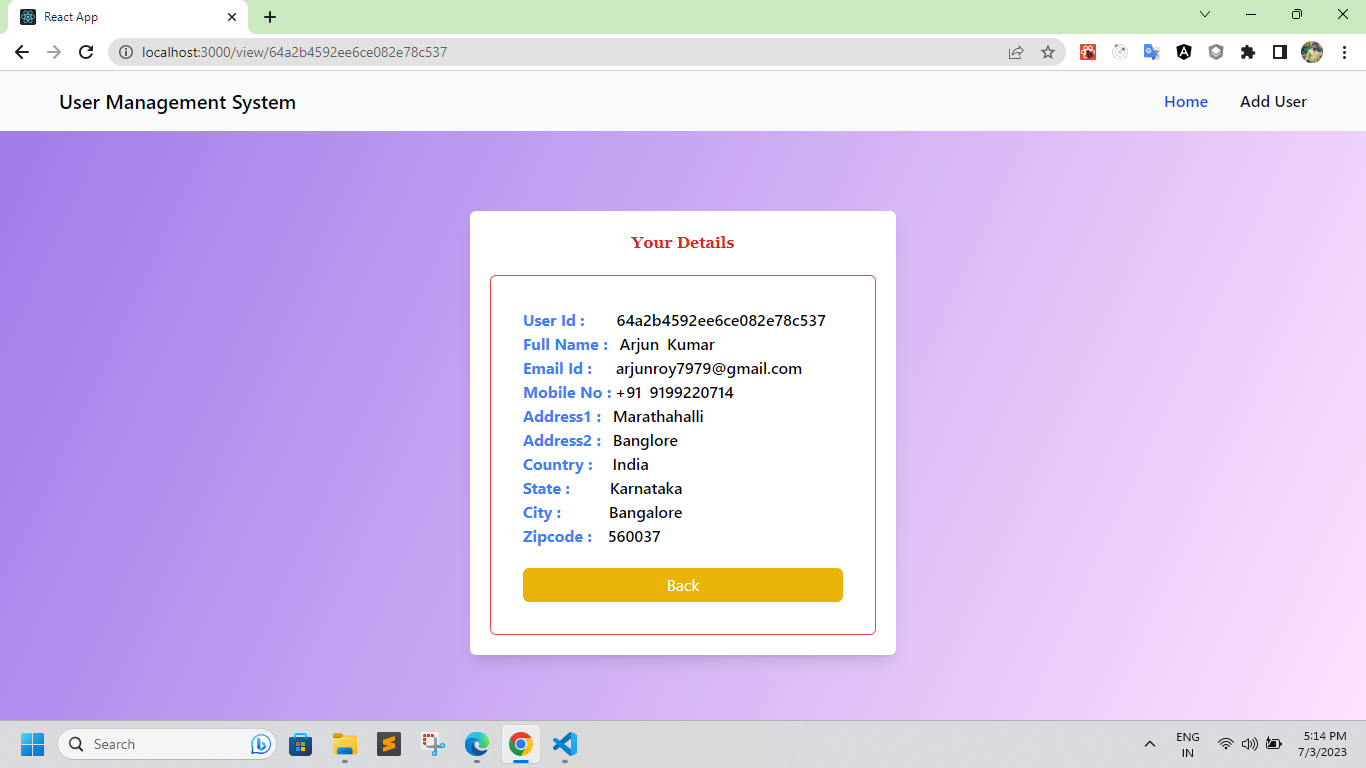 React App
localhost:3000/view/64a2b4592ee6ce082e78c537
User Management System
Home Add User
Your Details
User Id : 64a2b4592ee6ce082e78c537
Full Name : Arjun Kumar
Email Id : arjunroy7979@gmail.com
Mobile No : +91 9199220714
Address1 : Marathahalli
Address2 : Banglore
Country : India
State : Karnataka
City : Bangalore
Zipcode : 560037
Back
Search
ENG
IN
5:14 PM
7/3/2023